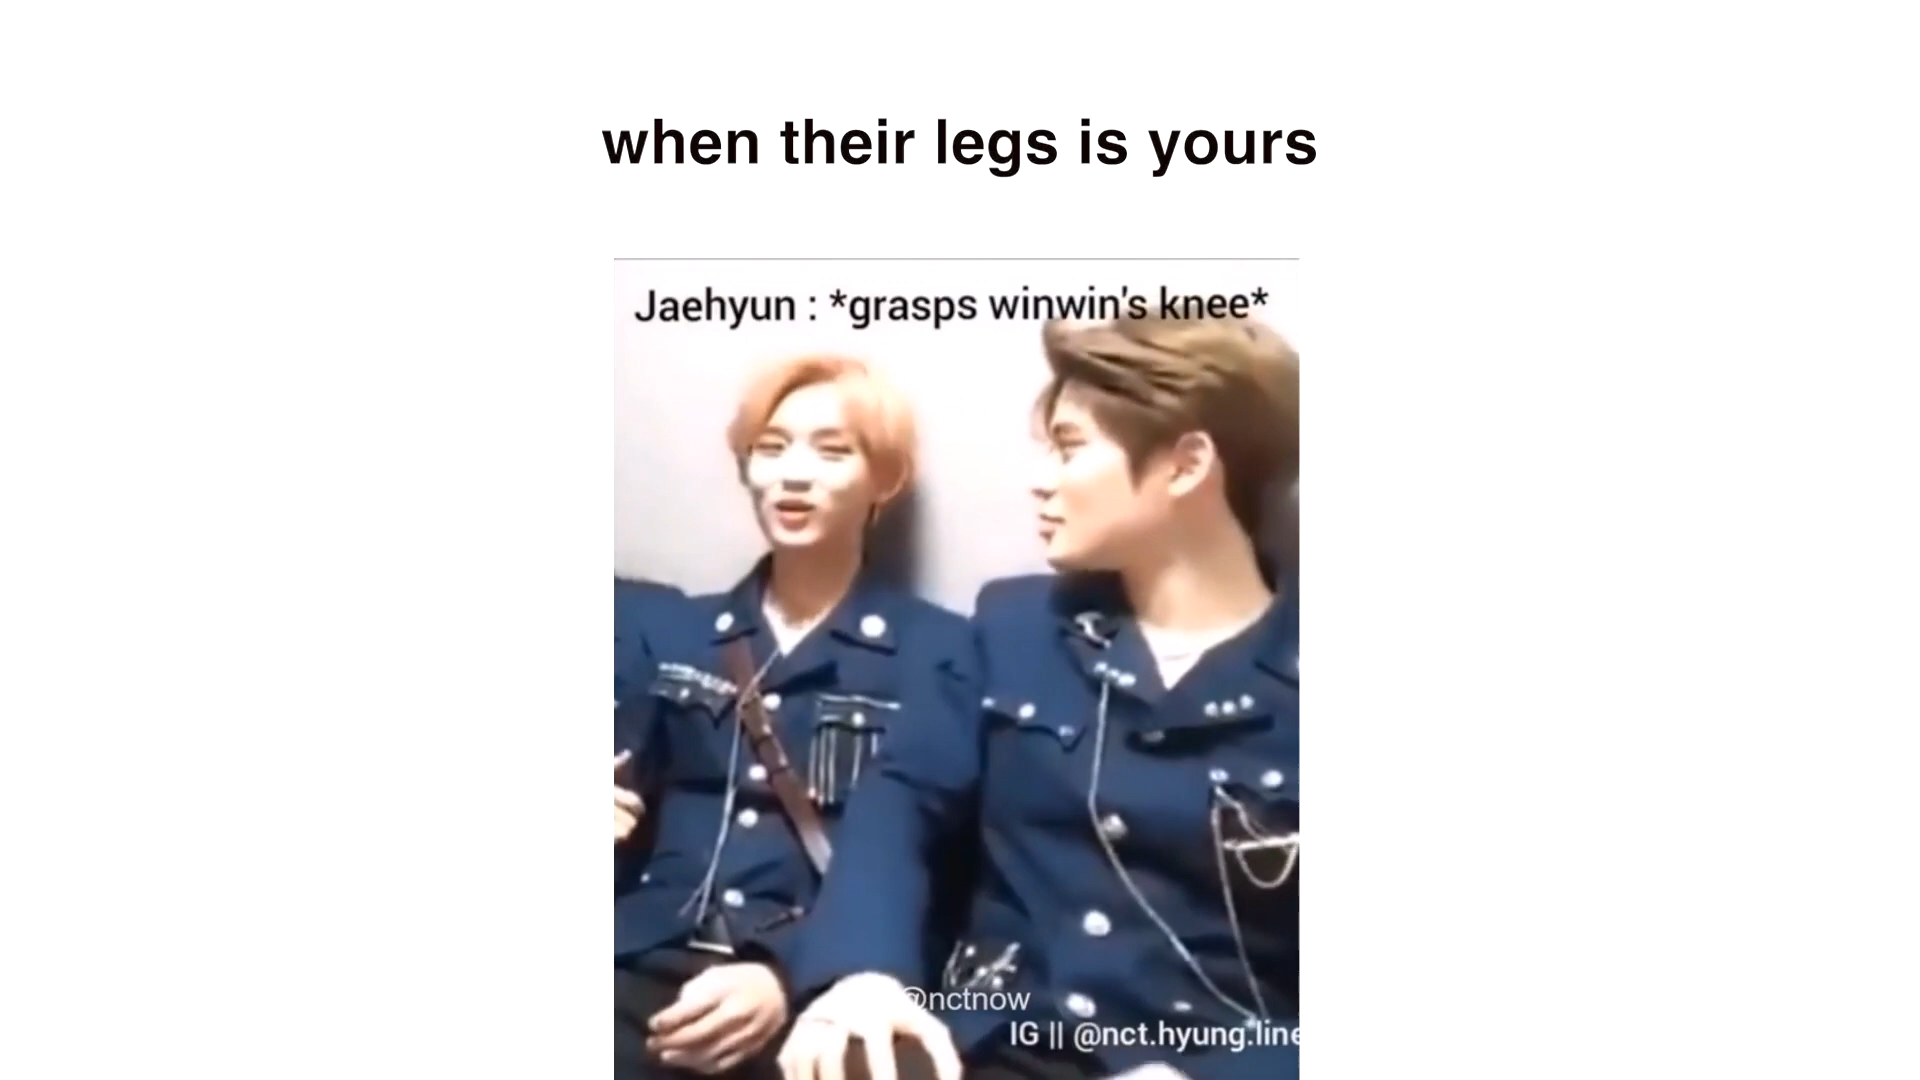 when their legs is yours
Jaehyun : *grasps winwin's knee*
@nctnow
IG || @nct.hyung.line